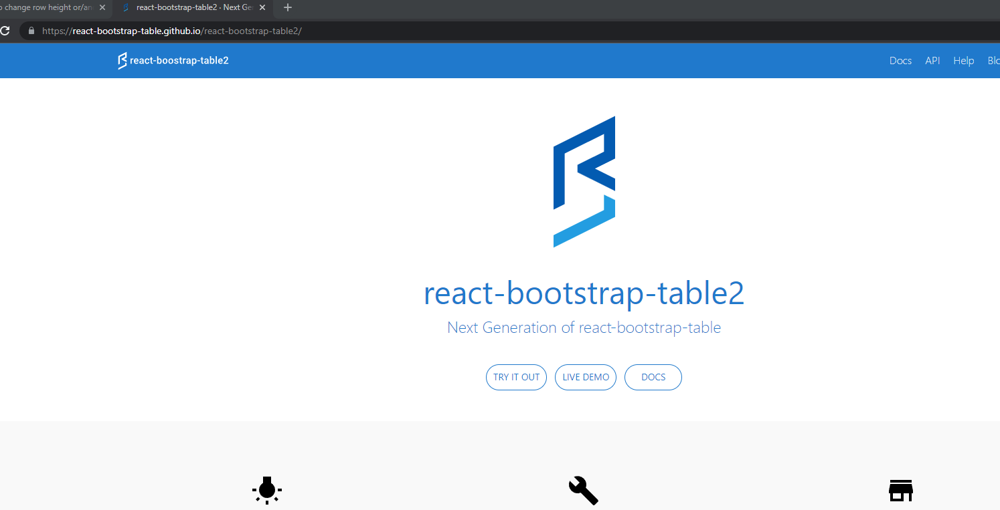 o change row height or/an
react-bootstrap-table2 · Next Ge
https://react-bootstrap-table.github.io/react-bootstrap-table2/
react-boostrap-table2
Docs API Help Blo
react-bootstrap-table2
Next Generation of react-bootstrap-table
TRY IT OUT LIVE DEMO DOCS